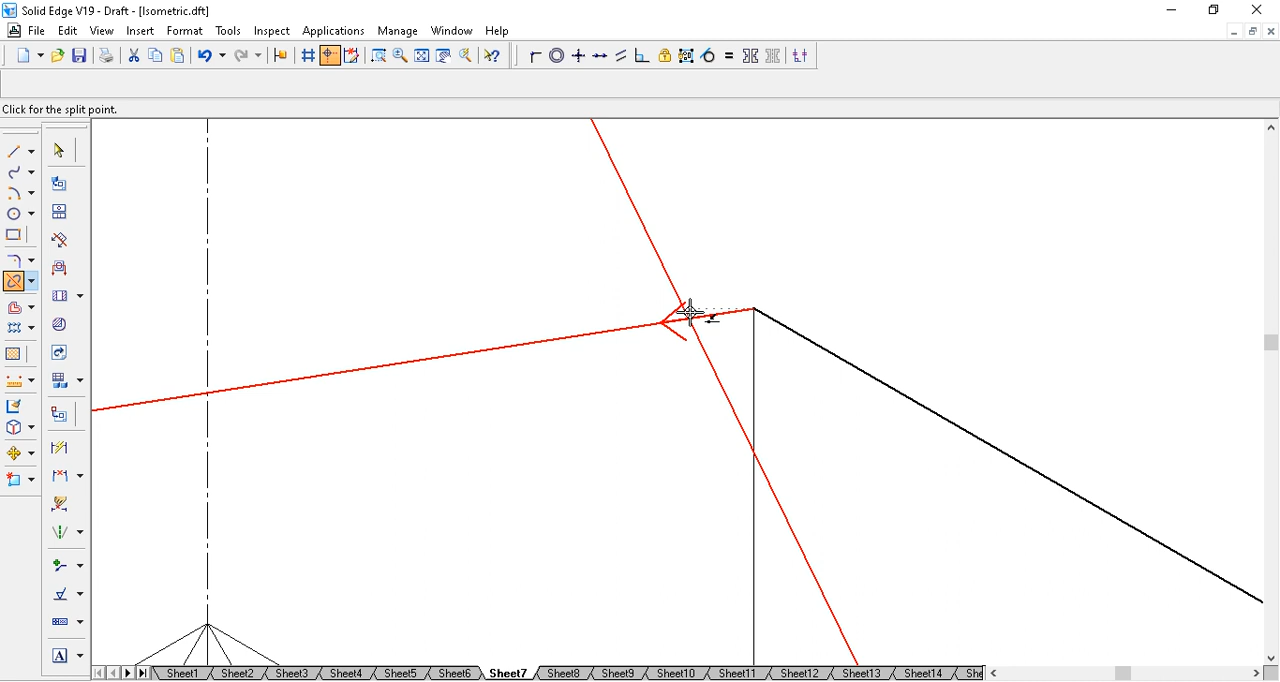 Solid Edge V19 - Draft - [Isometric.dft]
File Edit View Insert Format Tools Inspect Applications Manage Window Help
Click for the split point.
A
Sheet1 Sheet2 Sheet3 Sheet4 Sheet5 Sheet6 Sheet7 Sheet8 Sheet9 Sheet10 Sheet11 Sheet12 Sheet13 Sheet14 She